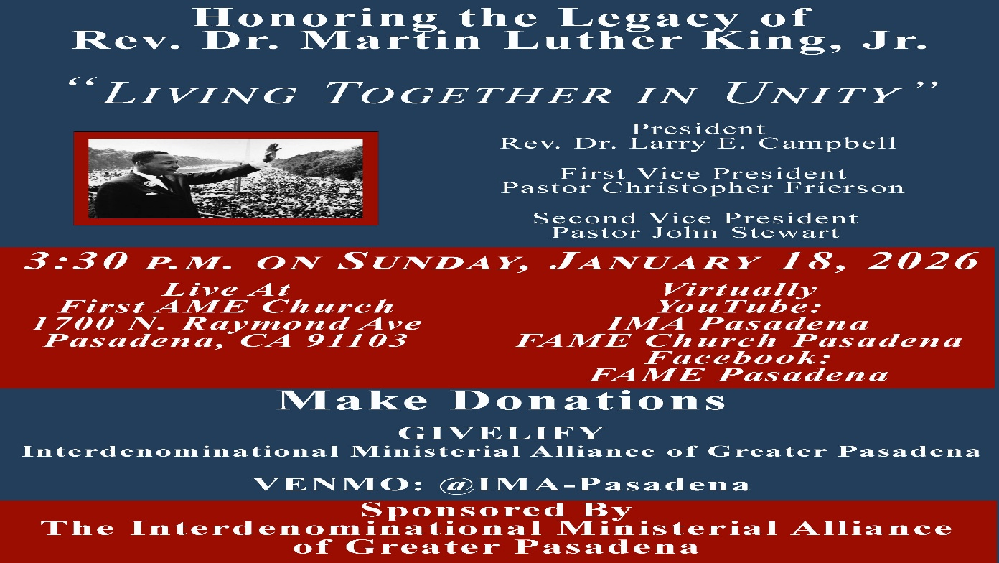 Honoring the Legacy of
Rev. Dr. Martin Luther King, Jr.
“LIVING TOGETHER IN UNITY”
President
Rev. Dr. Larry E. Campbell
First Vice President
Pastor Christopher Frierson
Second Vice President
Pastor John Stewart
3:30 P.M. ON SUNDAY, JANUARY 18, 2026
Live At
First AME Church
1700 N. Raymond Ave
Pasadena, CA 91103
Virtually
YouTube:
IMA Pasadena
FAME Church Pasadena
Facebook:
FAME Pasadena
Make Donations
GIVELIFY
Interdenominational Ministerial Alliance of Greater Pasadena
VENMO: @IMA-Pasadena
Sponsored By
The Interdenominational Ministerial Alliance
of Greater Pasadena